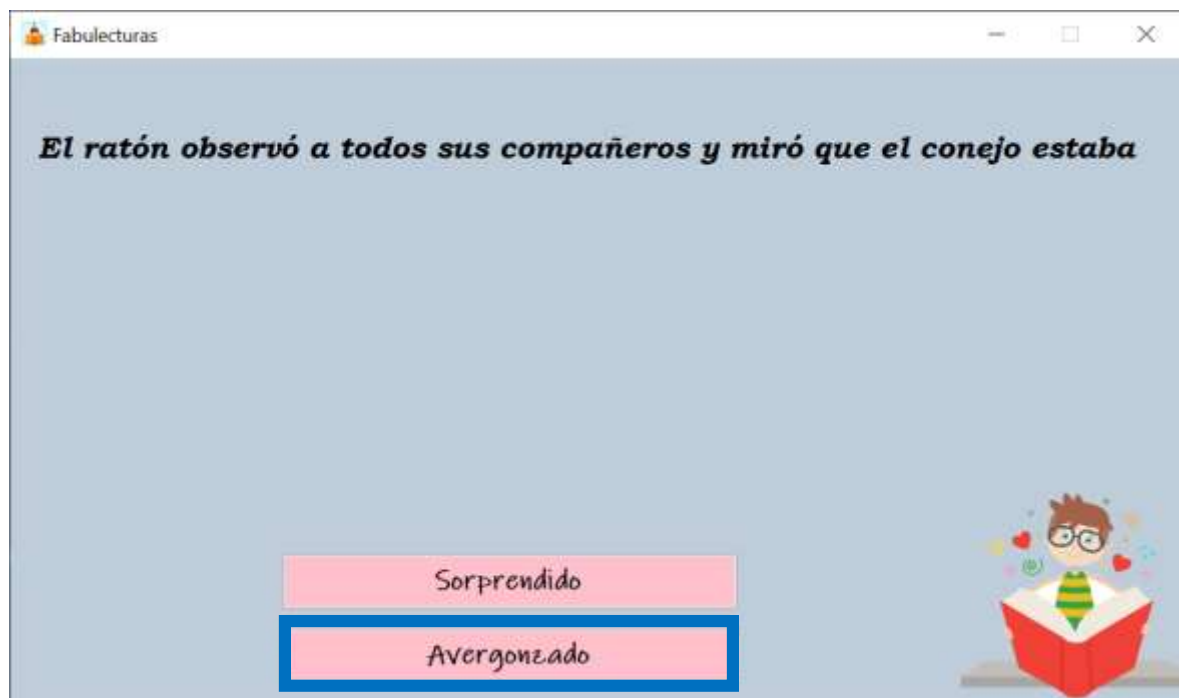 Fabulecturas
El ratón observó a todos sus compañeros y miró que el conejo estaba
Sorprendido
Avergonzado